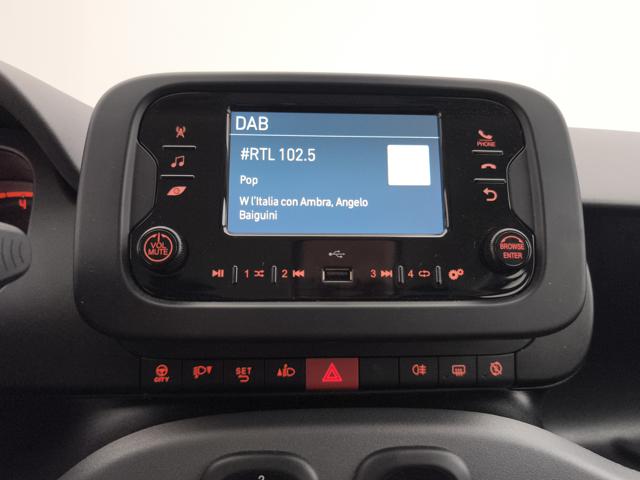 DAB
#RTL 102.5
Pop
W l'Italia con Ambra, Angelo
Baiguini
PHONE
VOL
MUTE
BROWSE
ENTER
1
2
3
4
CITY
SET
4